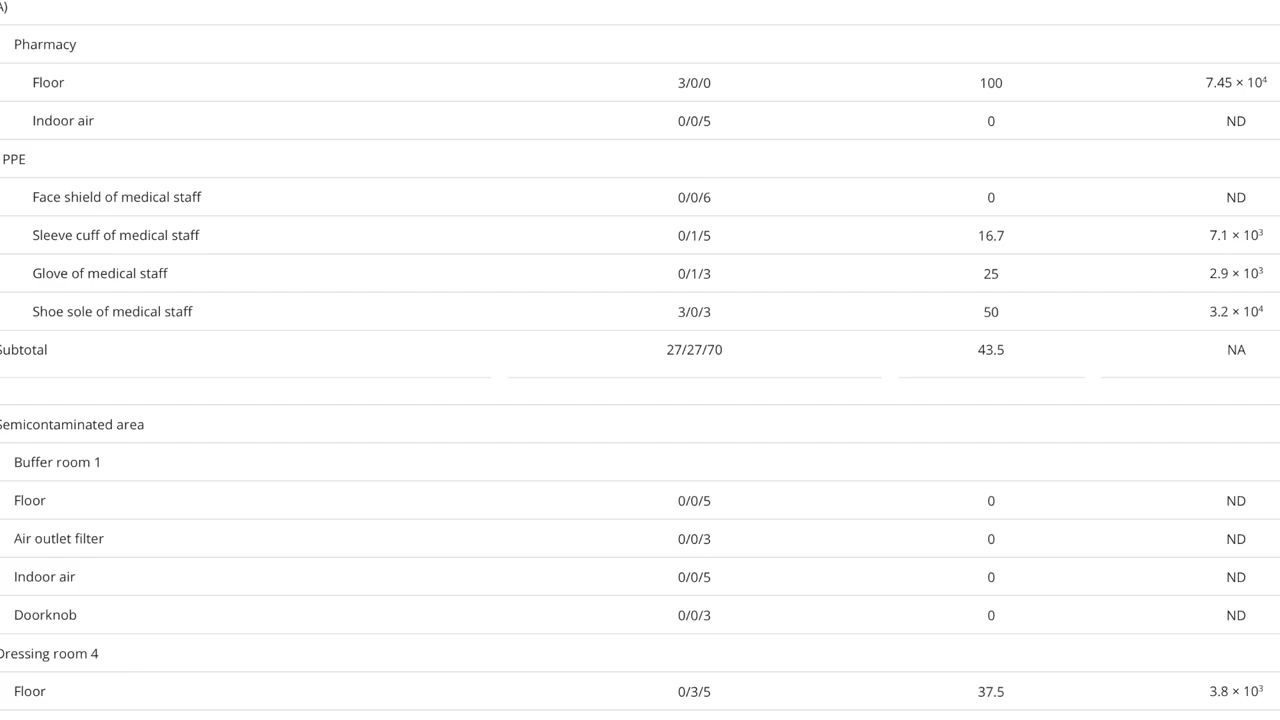 A)
Pharmacy
Floor 3/0/0 100 7.45 × 10⁴
Indoor air 0/0/5 0 ND
PPE
Face shield of medical staff 0/0/6 0 ND
Sleeve cuff of medical staff 0/1/5 16.7 7.1 × 10³
Glove of medical staff 0/1/3 25 2.9 × 10³
Shoe sole of medical staff 3/0/3 50 3.2 × 10⁴
Subtotal 27/27/70 43.5 NA
Semicontaminated area
Buffer room 1
Floor 0/0/5 0 ND
Air outlet filter 0/0/3 0 ND
Indoor air 0/0/5 0 ND
Doorknob 0/0/3 0 ND
Dressing room 4
Floor 0/3/5 37.5 3.8 × 10³